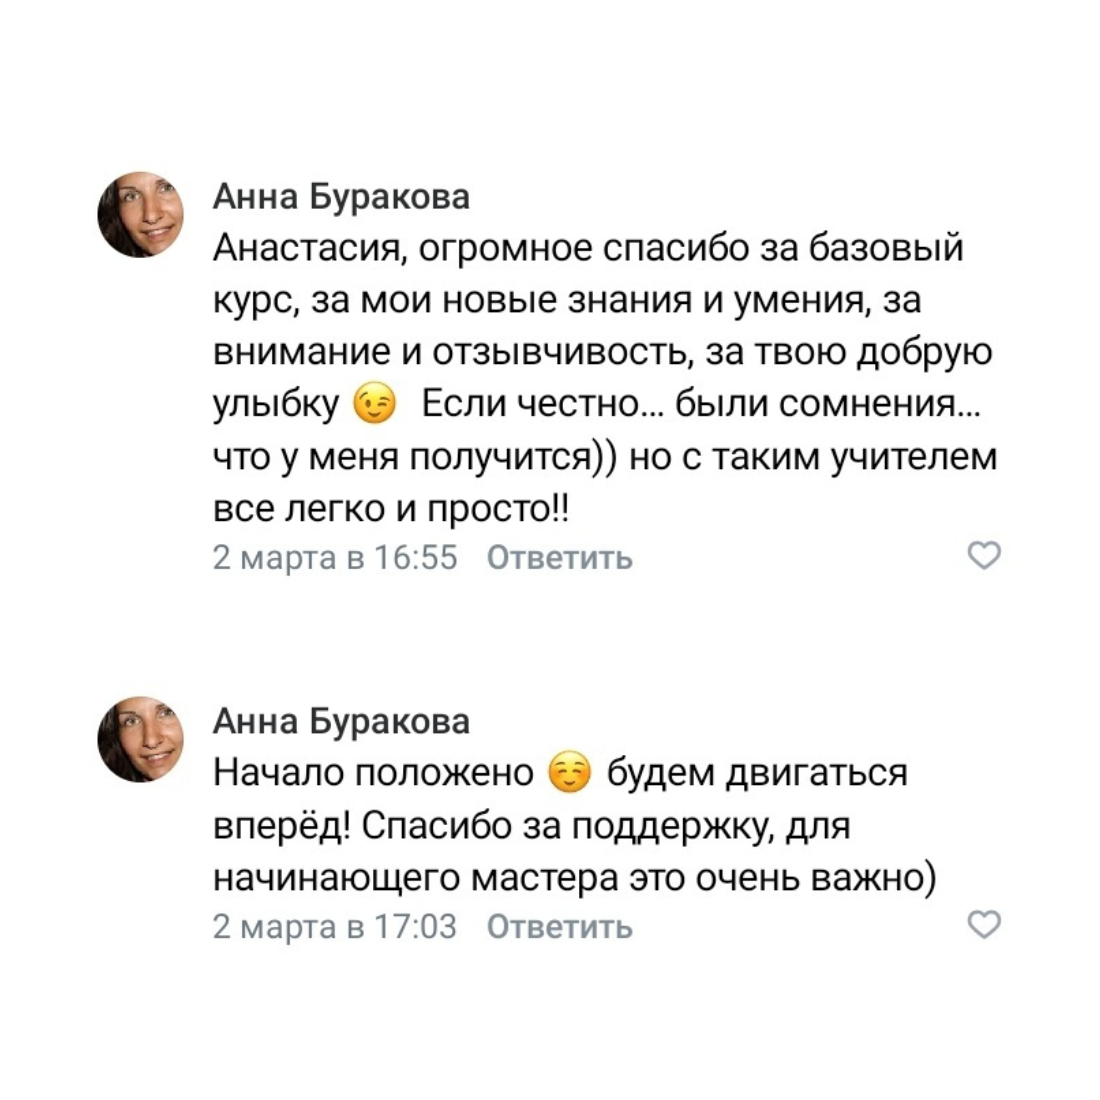 Анна Буракова
Анастасия, огромное спасибо за базовый
курс, за мои новые знания и умения, за
внимание и отзывчивость, за твою добрую
улыбку 😉 Если честно... были сомнения...
что у меня получится)) но с таким учителем
все легко и просто!!
2 марта в 16:55 Ответить
Анна Буракова
Начало положено ☺️ будем двигаться
вперёд! Спасибо за поддержку, для
начинающего мастера это очень важно)
2 марта в 17:03 Ответить